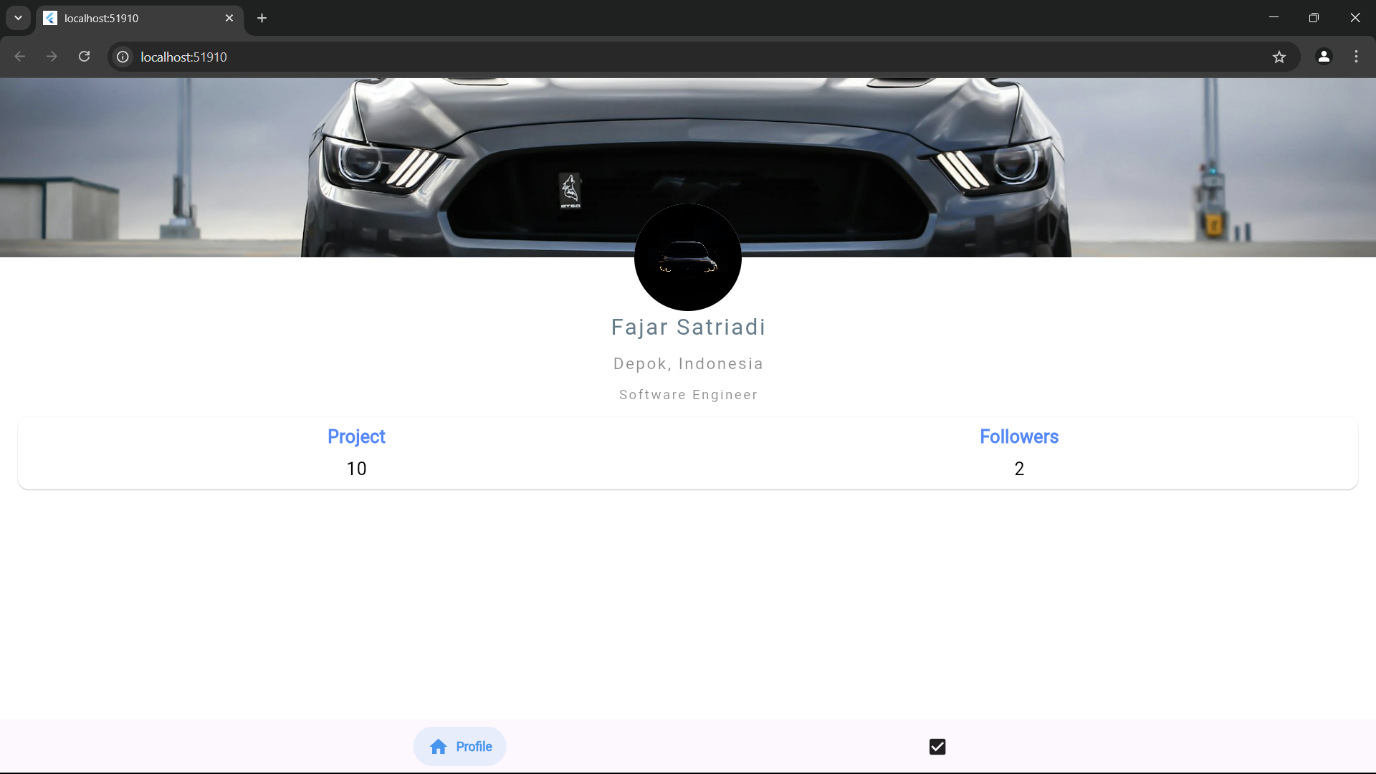 localhost:51910
localhost:51910
Fajar Satriadi
Depok, Indonesia
Software Engineer
Project
Followers
10
2
Profile